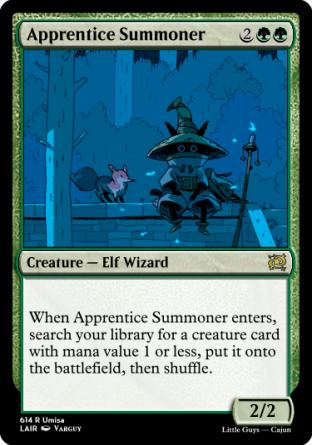 Apprentice Summoner 2
Creature — Elf Wizard
When Apprentice Summoner enters,
search your library for a creature card
with mana value 1 or less, put it onto
the battlefield, then shuffle.
2/2
614 R Umisa
LAIR VARGUY
Little Guys — Cajun